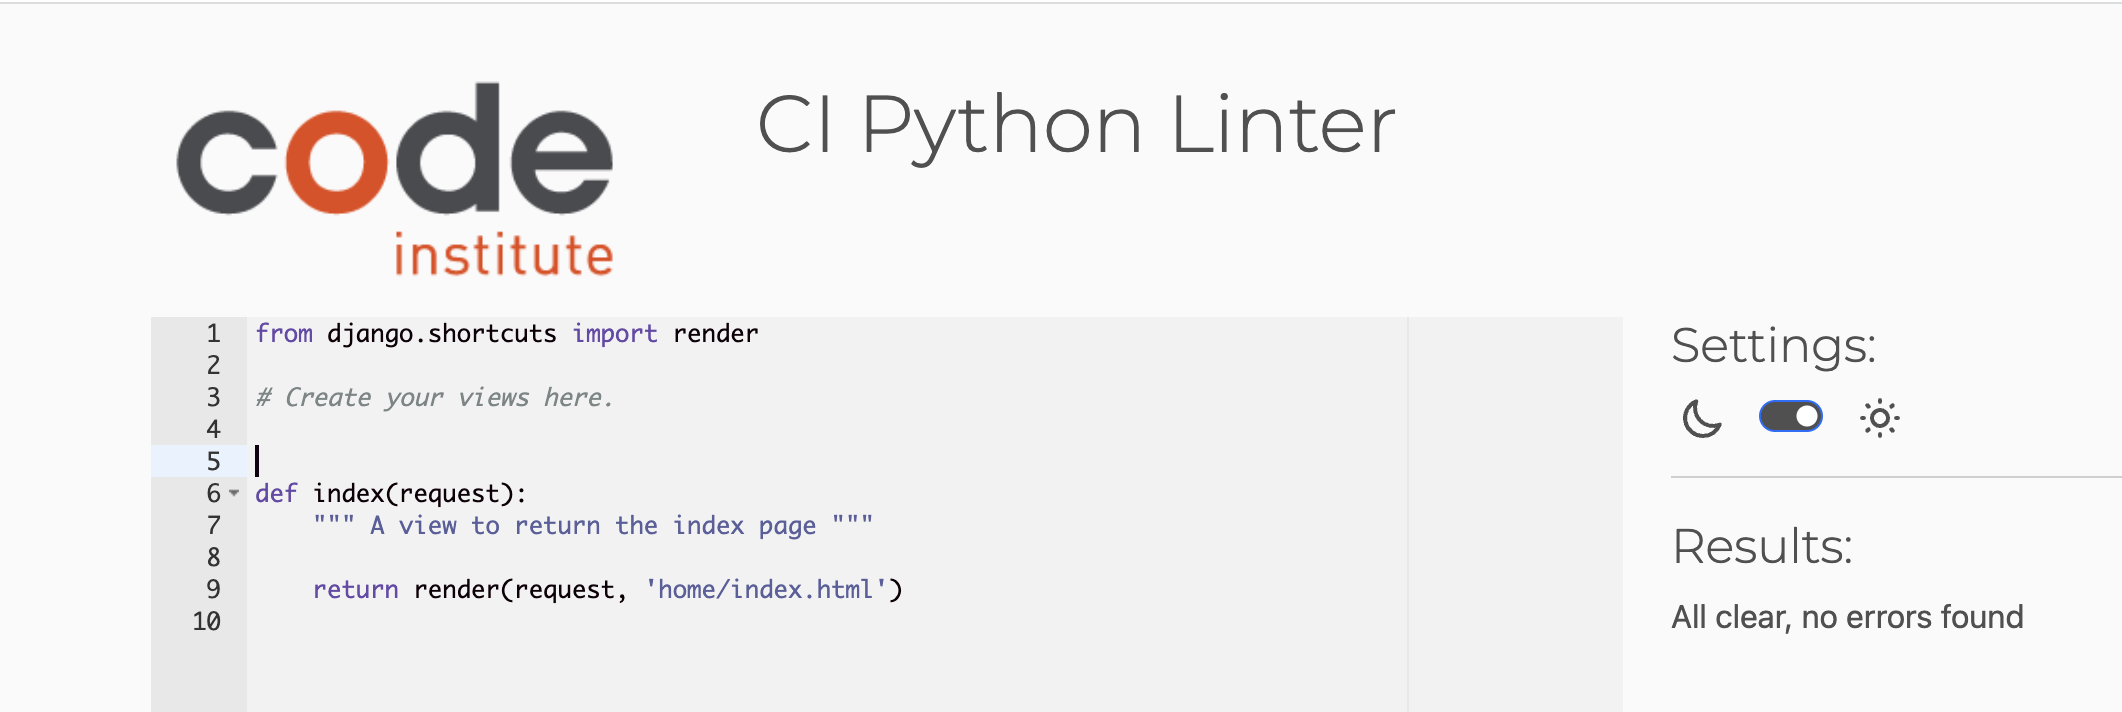 code
institute
CI Python Linter
1 from django.shortcuts import render
2
3 # Create your views here.
4
5
6 def index(request):
7     """ A view to return the index page """
8
9     return render(request, 'home/index.html')
10
Settings:
Results:
All clear, no errors found